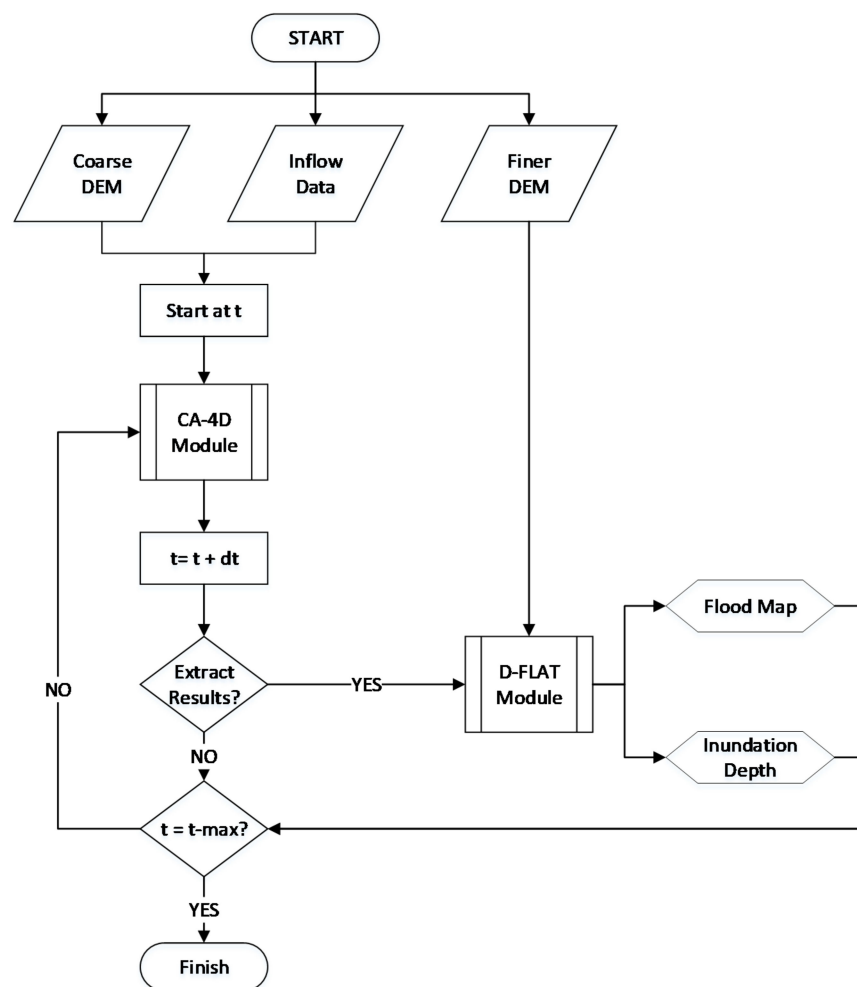 START
Coarse
DEM
Inflow
Data
Finer
DEM
Start at t
CA-4D
Module
t= t + dt
Extract
Results?
YES
D-FLAT
Module
Flood Map
Inundation
Depth
NO
NO
t = t-max?
YES
Finish